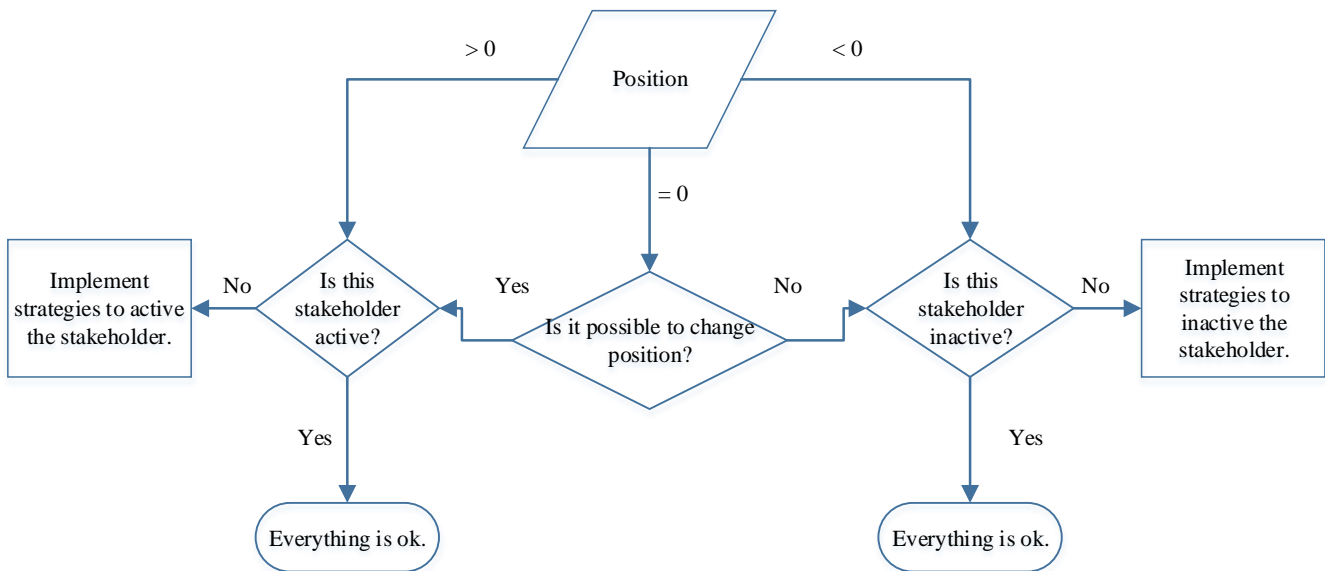 > 0
< 0
Position
= 0
Implement
strategies to active
the stakeholder.
No
Is this
stakeholder
active?
Yes
Is it possible to change
position?
No
Is this
stakeholder
inactive?
No
Implement
strategies to
inactive the
stakeholder.
Yes
Yes
Everything is ok.
Everything is ok.